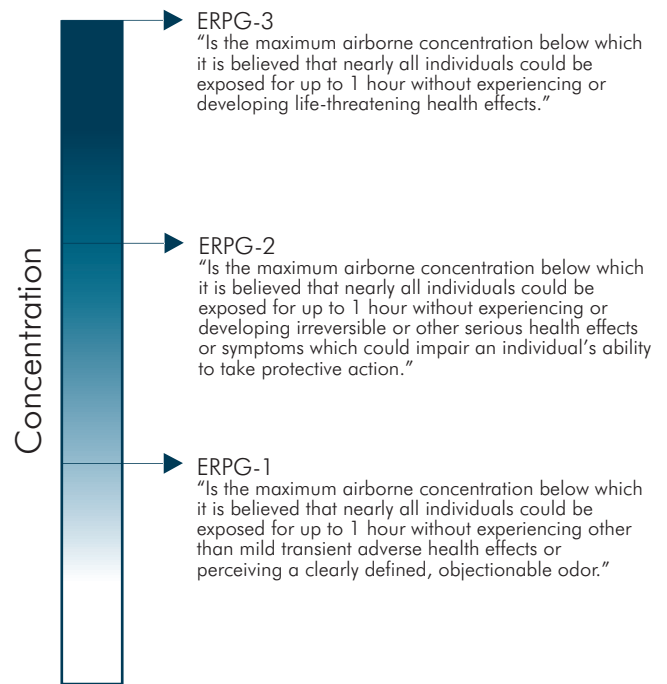 ERPG-3
“Is the maximum airborne concentration below which
it is believed that nearly all individuals could be
exposed for up to 1 hour without experiencing or
developing life-threatening health effects.”
Concentration
ERPG-2
“Is the maximum airborne concentration below which
it is believed that nearly all individuals could be
exposed for up to 1 hour without experiencing or
developing irreversible or other serious health effects
or symptoms which could impair an individual’s ability
to take protective action.”
ERPG-1
“Is the maximum airborne concentration below which
it is believed that nearly all individuals could be
exposed for up to 1 hour without experiencing other
than mild transient adverse health effects or
perceiving a clearly defined, objectionable odor.”